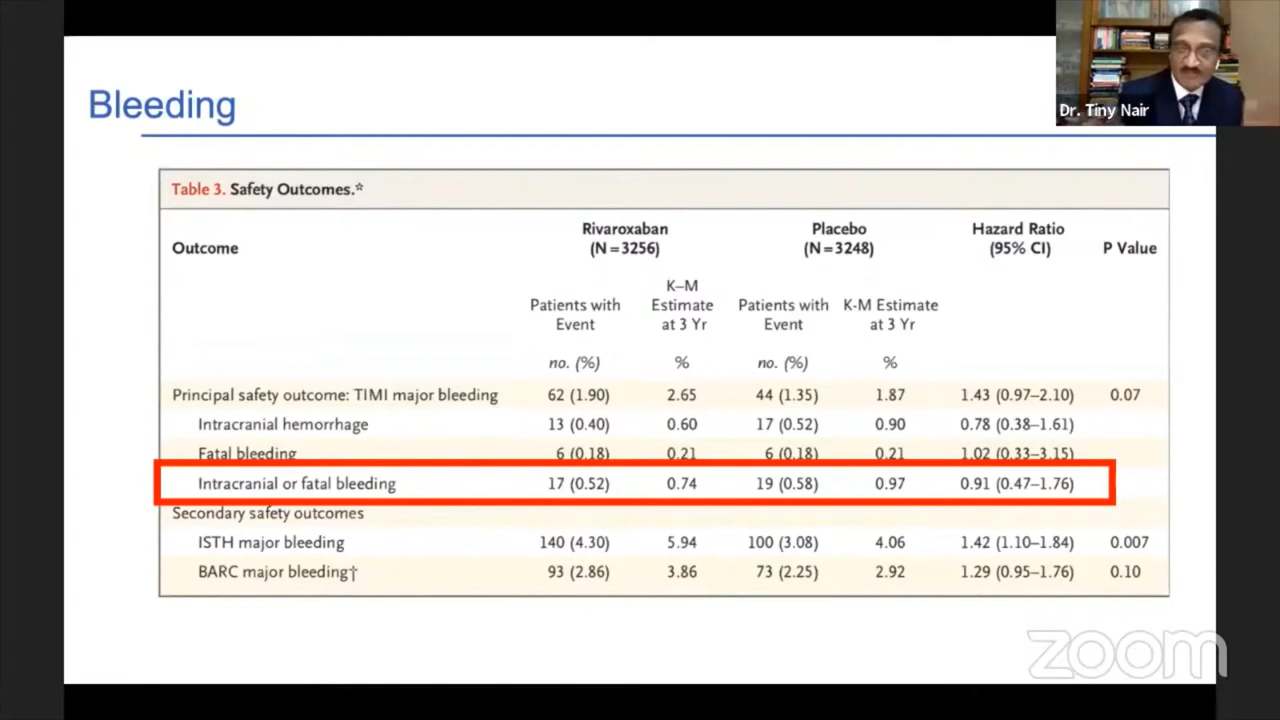 Bleeding
Dr. Tiny Nair
Table 3. Safety Outcomes.*
Outcome
Rivaroxaban
(N=3256)
Placebo
(N=3248)
Hazard Ratio
(95% CI)
P Value
Patients with
Event
K–M
Estimate
at 3 Yr
Patients with
Event
K-M Estimate
at 3 Yr
no. (%)
%
no. (%)
%
Principal safety outcome: TIMI major bleeding 62 (1.90) 2.65 44 (1.35) 1.87 1.43 (0.97–2.10) 0.07
Intracranial hemorrhage 13 (0.40) 0.60 17 (0.52) 0.90 0.78 (0.38–1.61)
Fatal bleeding 6 (0.18) 0.21 6 (0.18) 0.21 1.02 (0.33–3.15)
Intracranial or fatal bleeding 17 (0.52) 0.74 19 (0.58) 0.97 0.91 (0.47–1.76)
Secondary safety outcomes
ISTH major bleeding 140 (4.30) 5.94 100 (3.08) 4.06 1.42 (1.10–1.84) 0.007
BARC major bleeding† 93 (2.86) 3.86 73 (2.25) 2.92 1.29 (0.95–1.76) 0.10
zoom